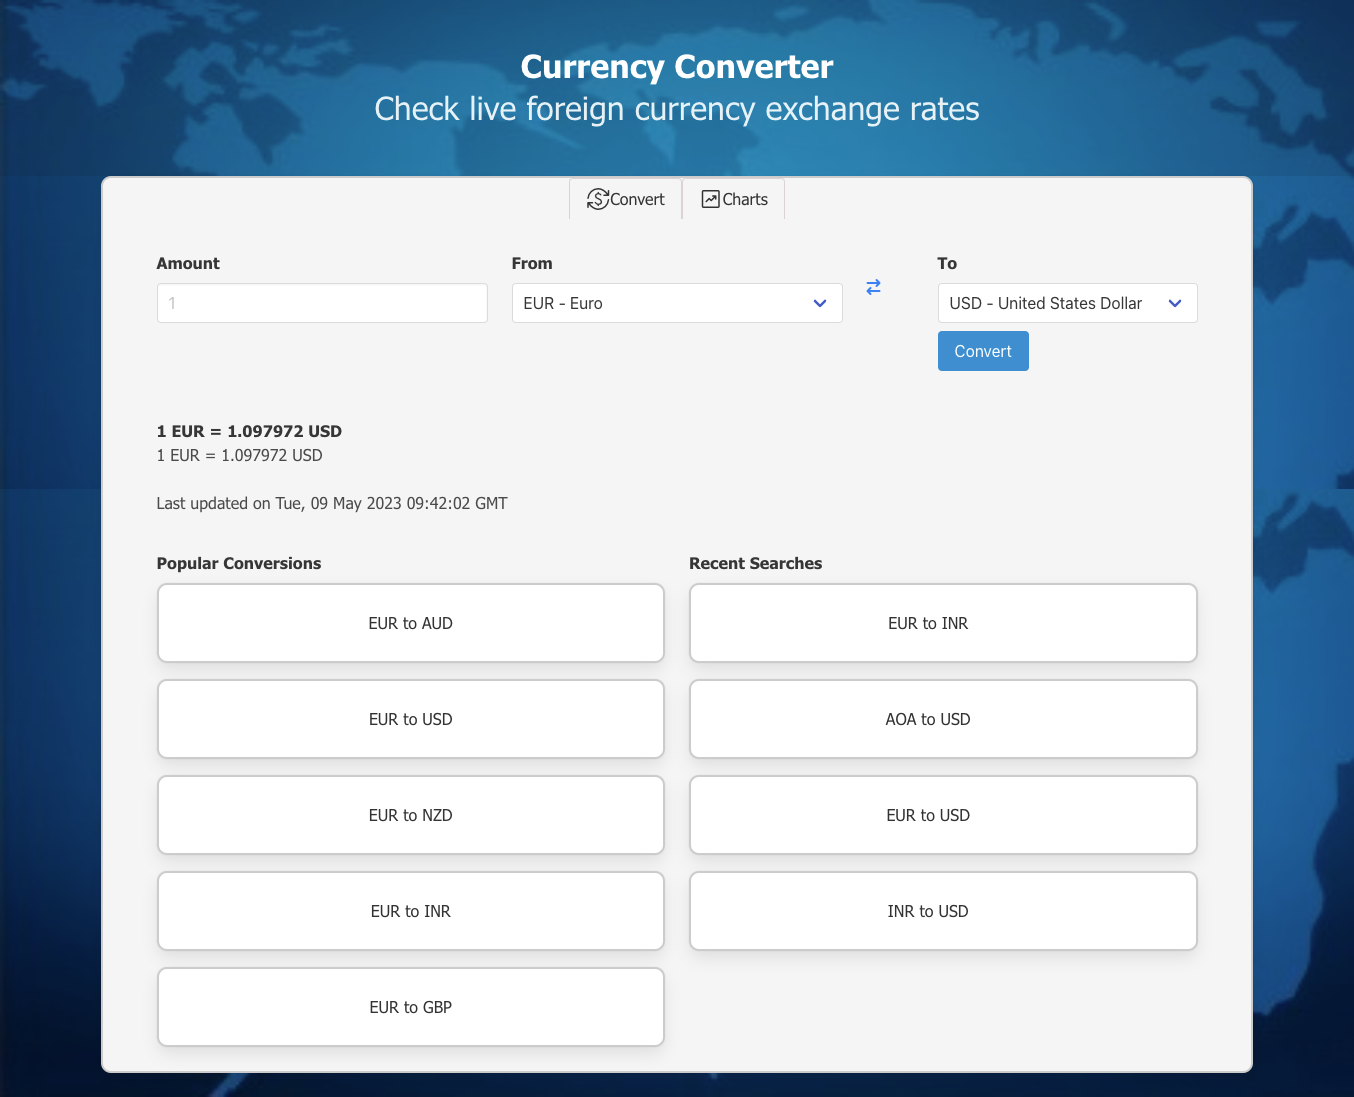 Currency Converter
Check live foreign currency exchange rates
Convert
Charts
Amount
From
To
1
EUR - Euro
USD - United States Dollar
Convert
1 EUR = 1.097972 USD
1 EUR = 1.097972 USD
Last updated on Tue, 09 May 2023 09:42:02 GMT
Popular Conversions
EUR to AUD
EUR to USD
EUR to NZD
EUR to INR
EUR to GBP
Recent Searches
EUR to INR
AOA to USD
EUR to USD
INR to USD